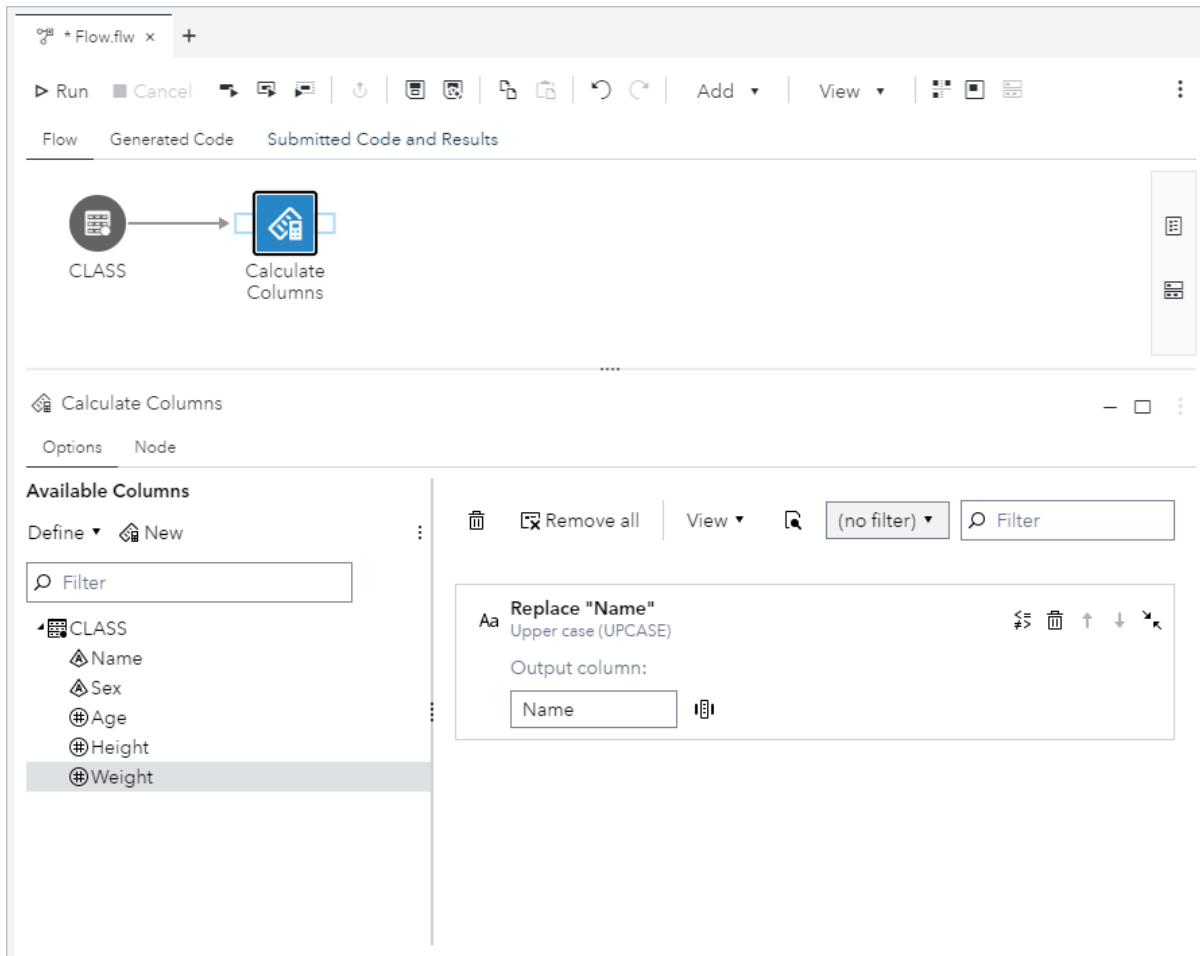 * Flow.flw × +
Run Cancel Add View
Flow Generated Code Submitted Code and Results
CLASS
Calculate
Columns
Calculate Columns
Options Node
Available Columns
Define New
Filter
CLASS
Name
Sex
Age
Height
Weight
Remove all View (no filter) Filter
Aa Replace "Name"
Upper case (UPCASE)
Output column:
Name